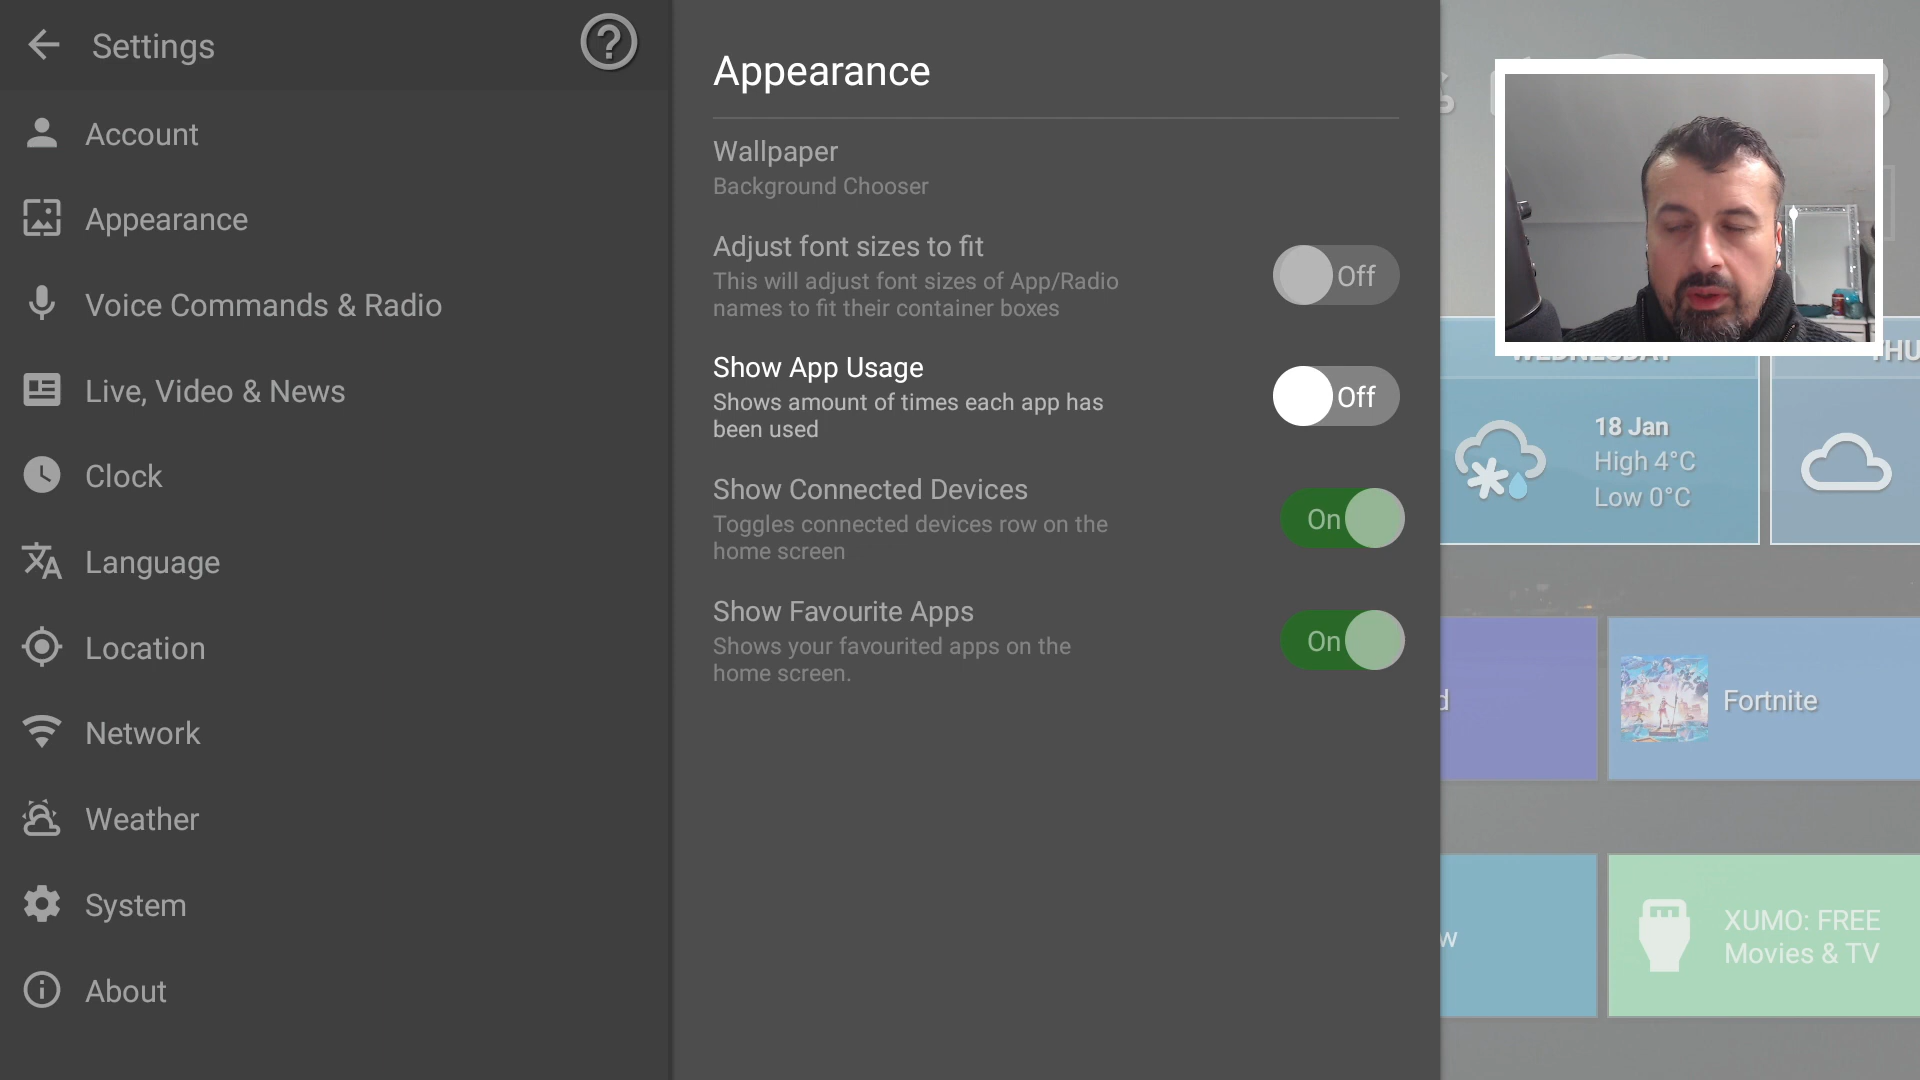 Settings
Account
Appearance
Voice Commands & Radio
Live, Video & News
Clock
Language
Location
Network
Weather
System
About
Appearance
Wallpaper
Background Chooser
Adjust font sizes to fit
This will adjust font sizes of App/Radio
names to fit their container boxes
Off
Show App Usage
Shows amount of times each app has
been used
Off
Show Connected Devices
Toggles connected devices row on the
home screen
On
Show Favourite Apps
Shows your favourited apps on the
home screen.
On
WEDNESDAY
THU
18 Jan
High 4°C
Low 0°C
d
Fortnite
w
XUMO: FREE
Movies & TV